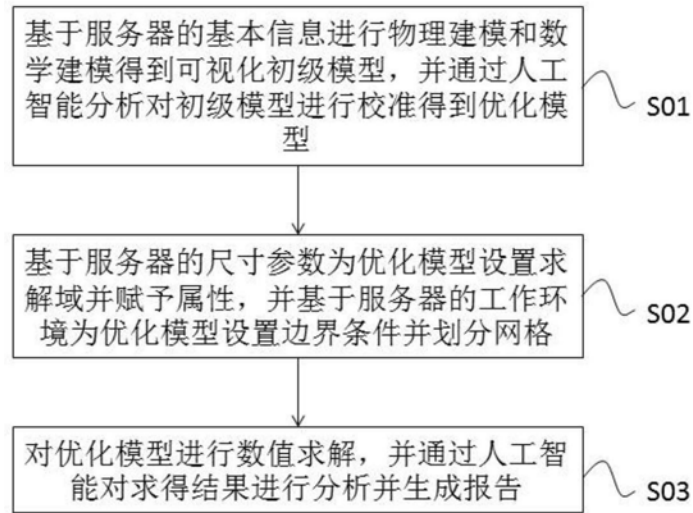 基于服务器的基本信息进行物理建模和数
学建模得到可视化初级模型，并通过人工
智能分析对初级模型进行校准得到优化模
型
S01
基于服务器的尺寸参数为优化模型设置求
解域并赋予属性，并基于服务器的工作环
境为优化模型设置边界条件并划分网格
S02
对优化模型进行数值求解，并通过人工智
能对求得结果进行分析并生成报告
S03